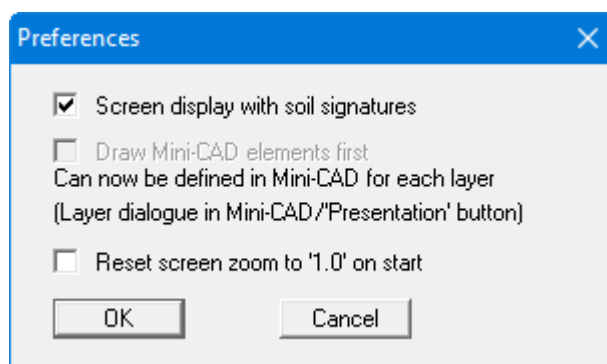 Preferences
Screen display with soil signatures
Draw Mini-CAD elements first
Can now be defined in Mini-CAD for each layer
(Layer dialogue in Mini-CAD/'Presentation' button)
Reset screen zoom to '1.0' on start
OK Cancel